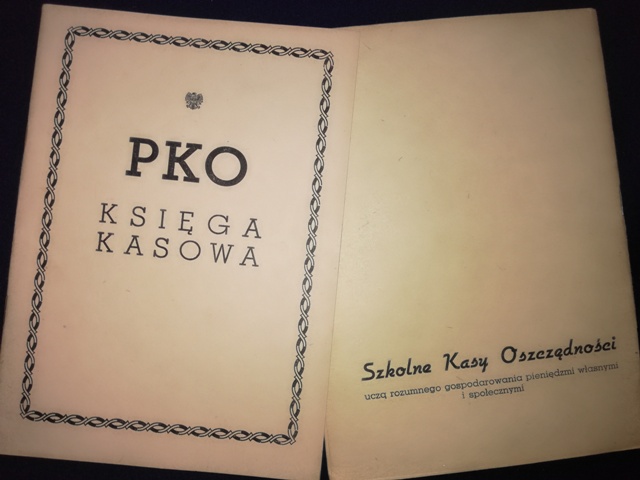 PKO
KSIĘGA
KASOWA
Szkolne Kasy Oszczędności
uczą rozumnego gospodarowania pieniędzmi własnymi
i społecznymi